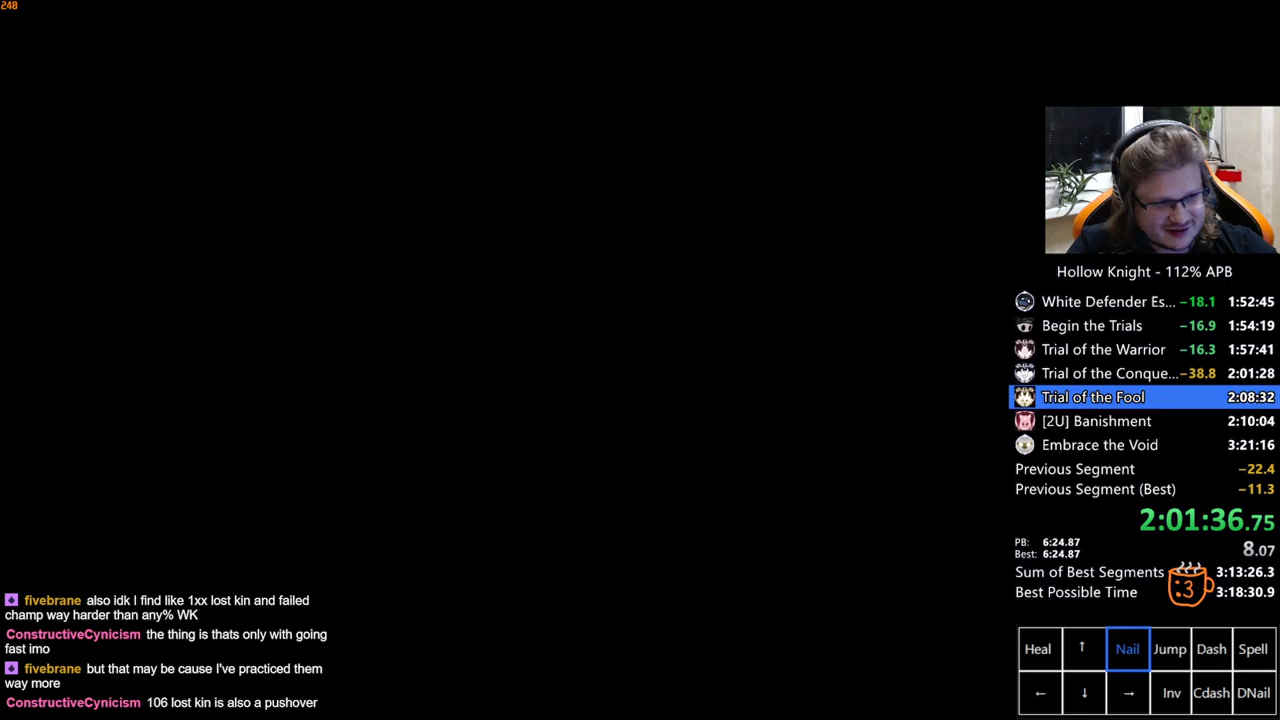 248
Hollow Knight - 112% APB
White Defender Es... −18.1 1:52:45
Begin the Trials −16.9 1:54:19
Trial of the Warrior −16.3 1:57:41
Trial of the Conque... −38.8 2:01:28
Trial of the Fool 2:08:32
[2U] Banishment 2:10:04
Embrace the Void 3:21:16
Previous Segment −22.4
Previous Segment (Best) −11.3
2:01:36.75
PB: 6:24.87 8.07
Best: 6:24.87
Sum of Best Segments 3:13:26.3
Best Possible Time 3:18:30.9
:3
fivebrane also idk I find like 1xx lost kin and failed
champ way harder than any% WK
ConstructiveCynicism the thing is thats only with going
fast imo
fivebrane but that may be cause I've practiced them
way more
ConstructiveCynicism 106 lost kin is also a pushover
Heal ↑ Nail Jump Dash Spell
← ↓ → Inv Cdash DNail